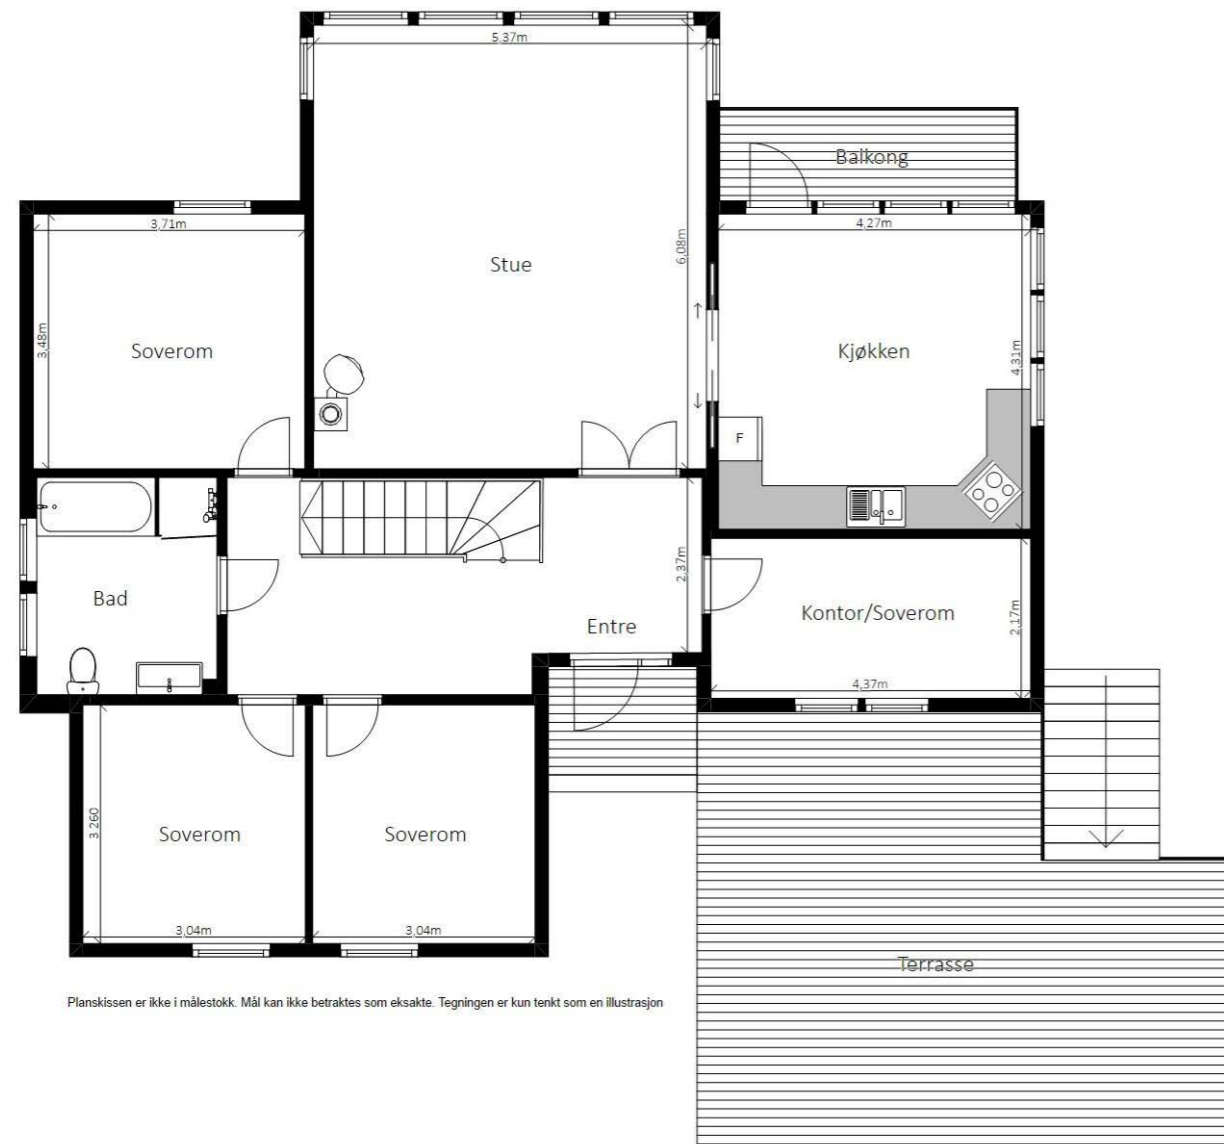 5,37m
Balkong
3,71m
4,27m
6,08m
Stue
3,48m
Soverom
Kjøkken
4,31m
F
2,37m
Bad
Entre
Kontor/Soverom
2,17m
4,37m
3 260
Soverom
Soverom
3,04m
3,04m
Terrasse
Planskissen er ikke i målestokk. Mål kan ikke betraktes som eksakte. Tegningen er kun tenkt som en illustrasjon